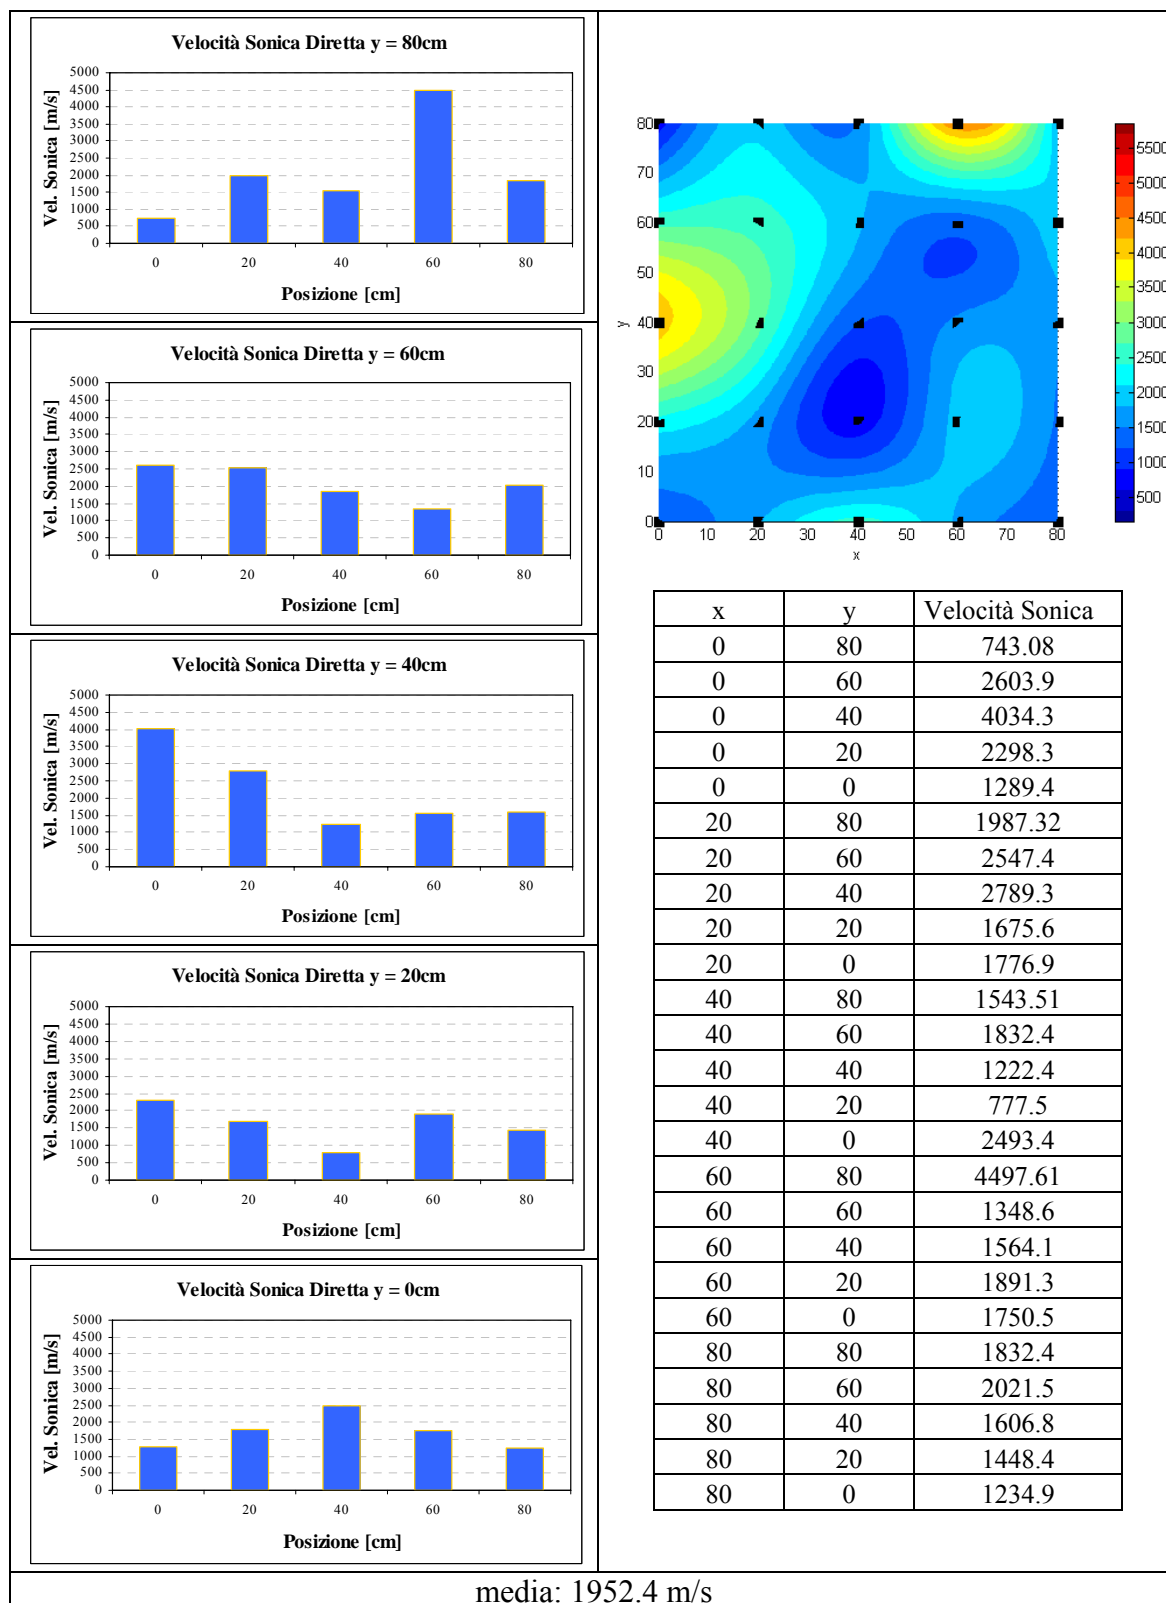 Velocità Sonica Diretta y = 80cm
Vel. Sonica [m/s]
5000
4500
4000
3500
3000
2500
2000
1500
1000
500
0
0 20 40 60 80
Posizione [cm]
Velocità Sonica Diretta y = 60cm
Vel. Sonica [m/s]
5000
4500
4000
3500
3000
2500
2000
1500
1000
500
0
0 20 40 60 80
Posizione [cm]
Velocità Sonica Diretta y = 40cm
Vel. Sonica [m/s]
5000
4500
4000
3500
3000
2500
2000
1500
1000
500
0
0 20 40 60 80
Posizione [cm]
Velocità Sonica Diretta y = 20cm
Vel. Sonica [m/s]
5000
4500
4000
3500
3000
2500
2000
1500
1000
500
0
0 20 40 60 80
Posizione [cm]
Velocità Sonica Diretta y = 0cm
Vel. Sonica [m/s]
5000
4500
4000
3500
3000
2500
2000
1500
1000
500
0
0 20 40 60 80
Posizione [cm]
80
70
60
50
40
30
20
10
0
y
0 10 20 30 40 50 60 70 80
x
5500
5000
4500
4000
3500
3000
2500
2000
1500
1000
500
x y Velocità Sonica
0 80 743.08
0 60 2603.9
0 40 4034.3
0 20 2298.3
0 0 1289.4
20 80 1987.32
20 60 2547.4
20 40 2789.3
20 20 1675.6
20 0 1776.9
40 80 1543.51
40 60 1832.4
40 40 1222.4
40 20 777.5
40 0 2493.4
60 80 4497.61
60 60 1348.6
60 40 1564.1
60 20 1891.3
60 0 1750.5
80 80 1832.4
80 60 2021.5
80 40 1606.8
80 20 1448.4
80 0 1234.9
media: 1952.4 m/s